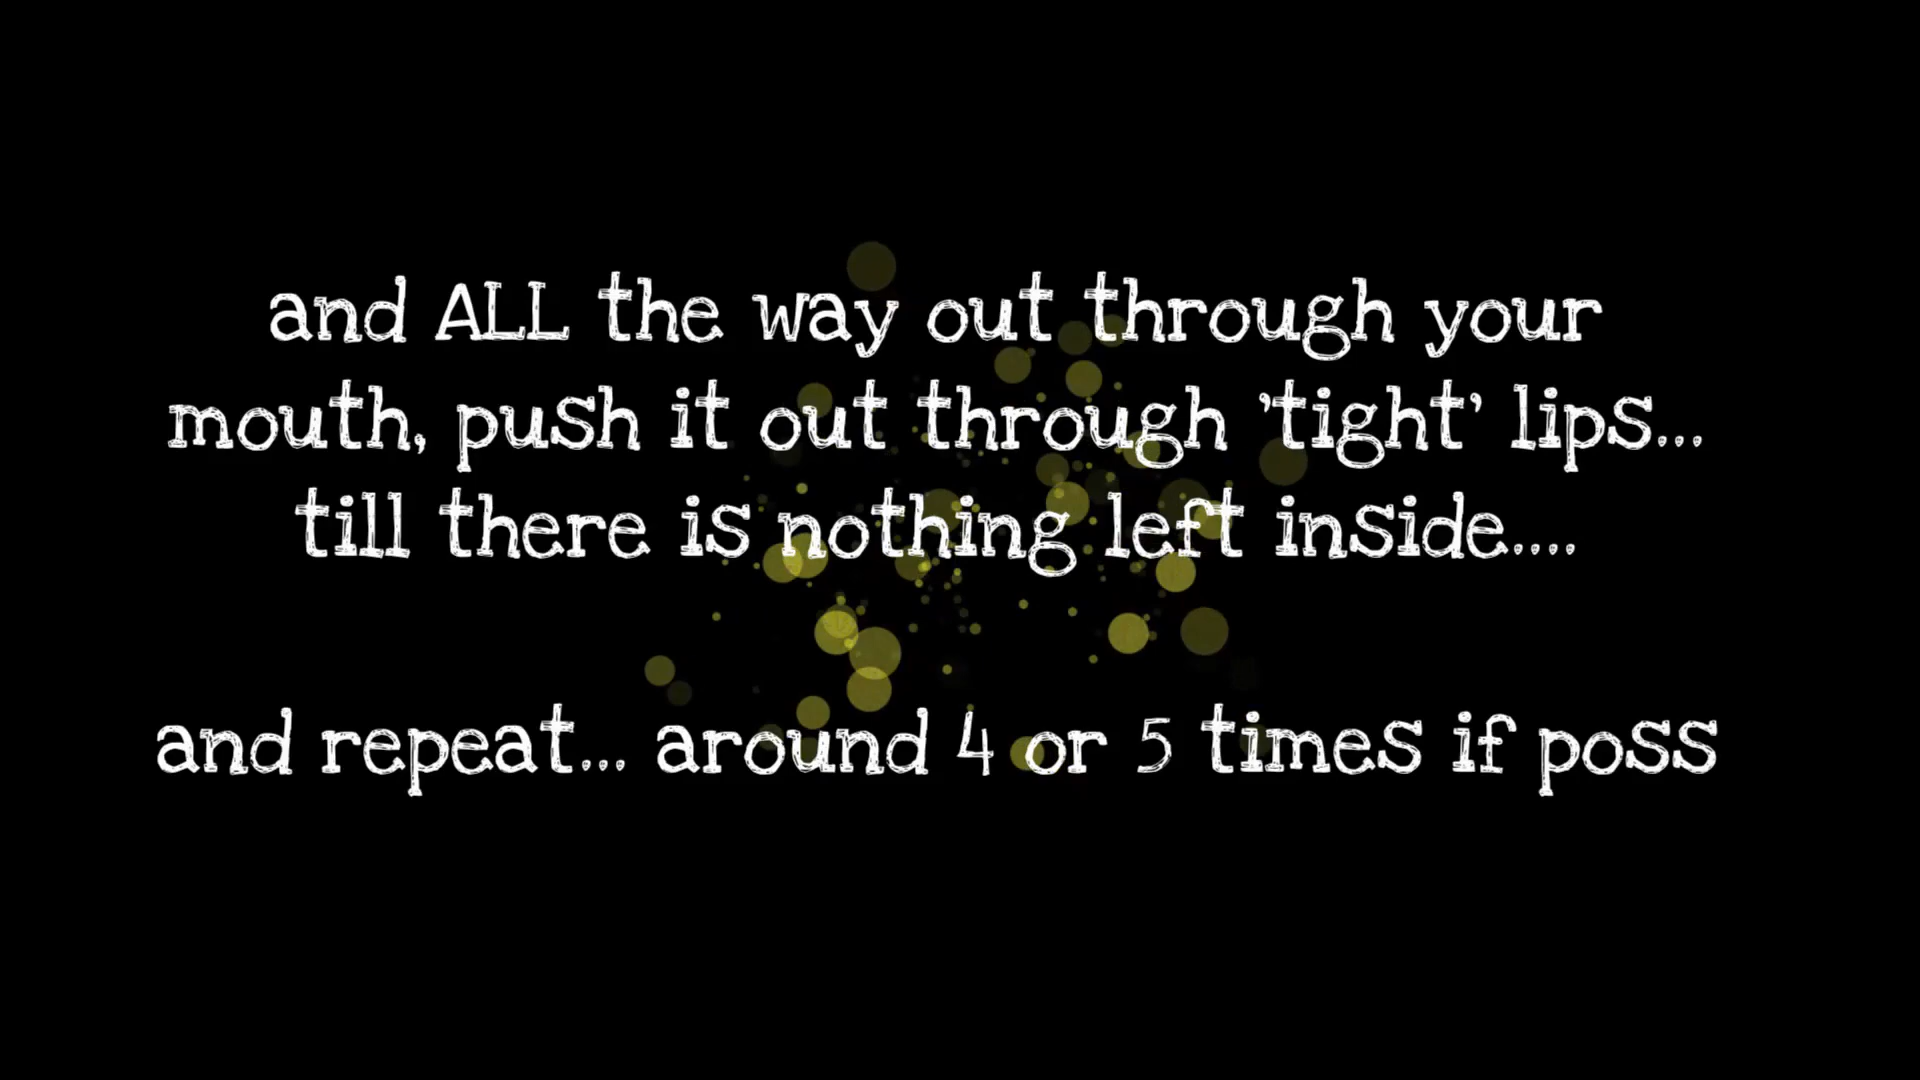 and ALL the way out through your
mouth, push it out through 'tight' lips...
till there is nothing left inside....
and repeat... around 4 or 5 times if poss